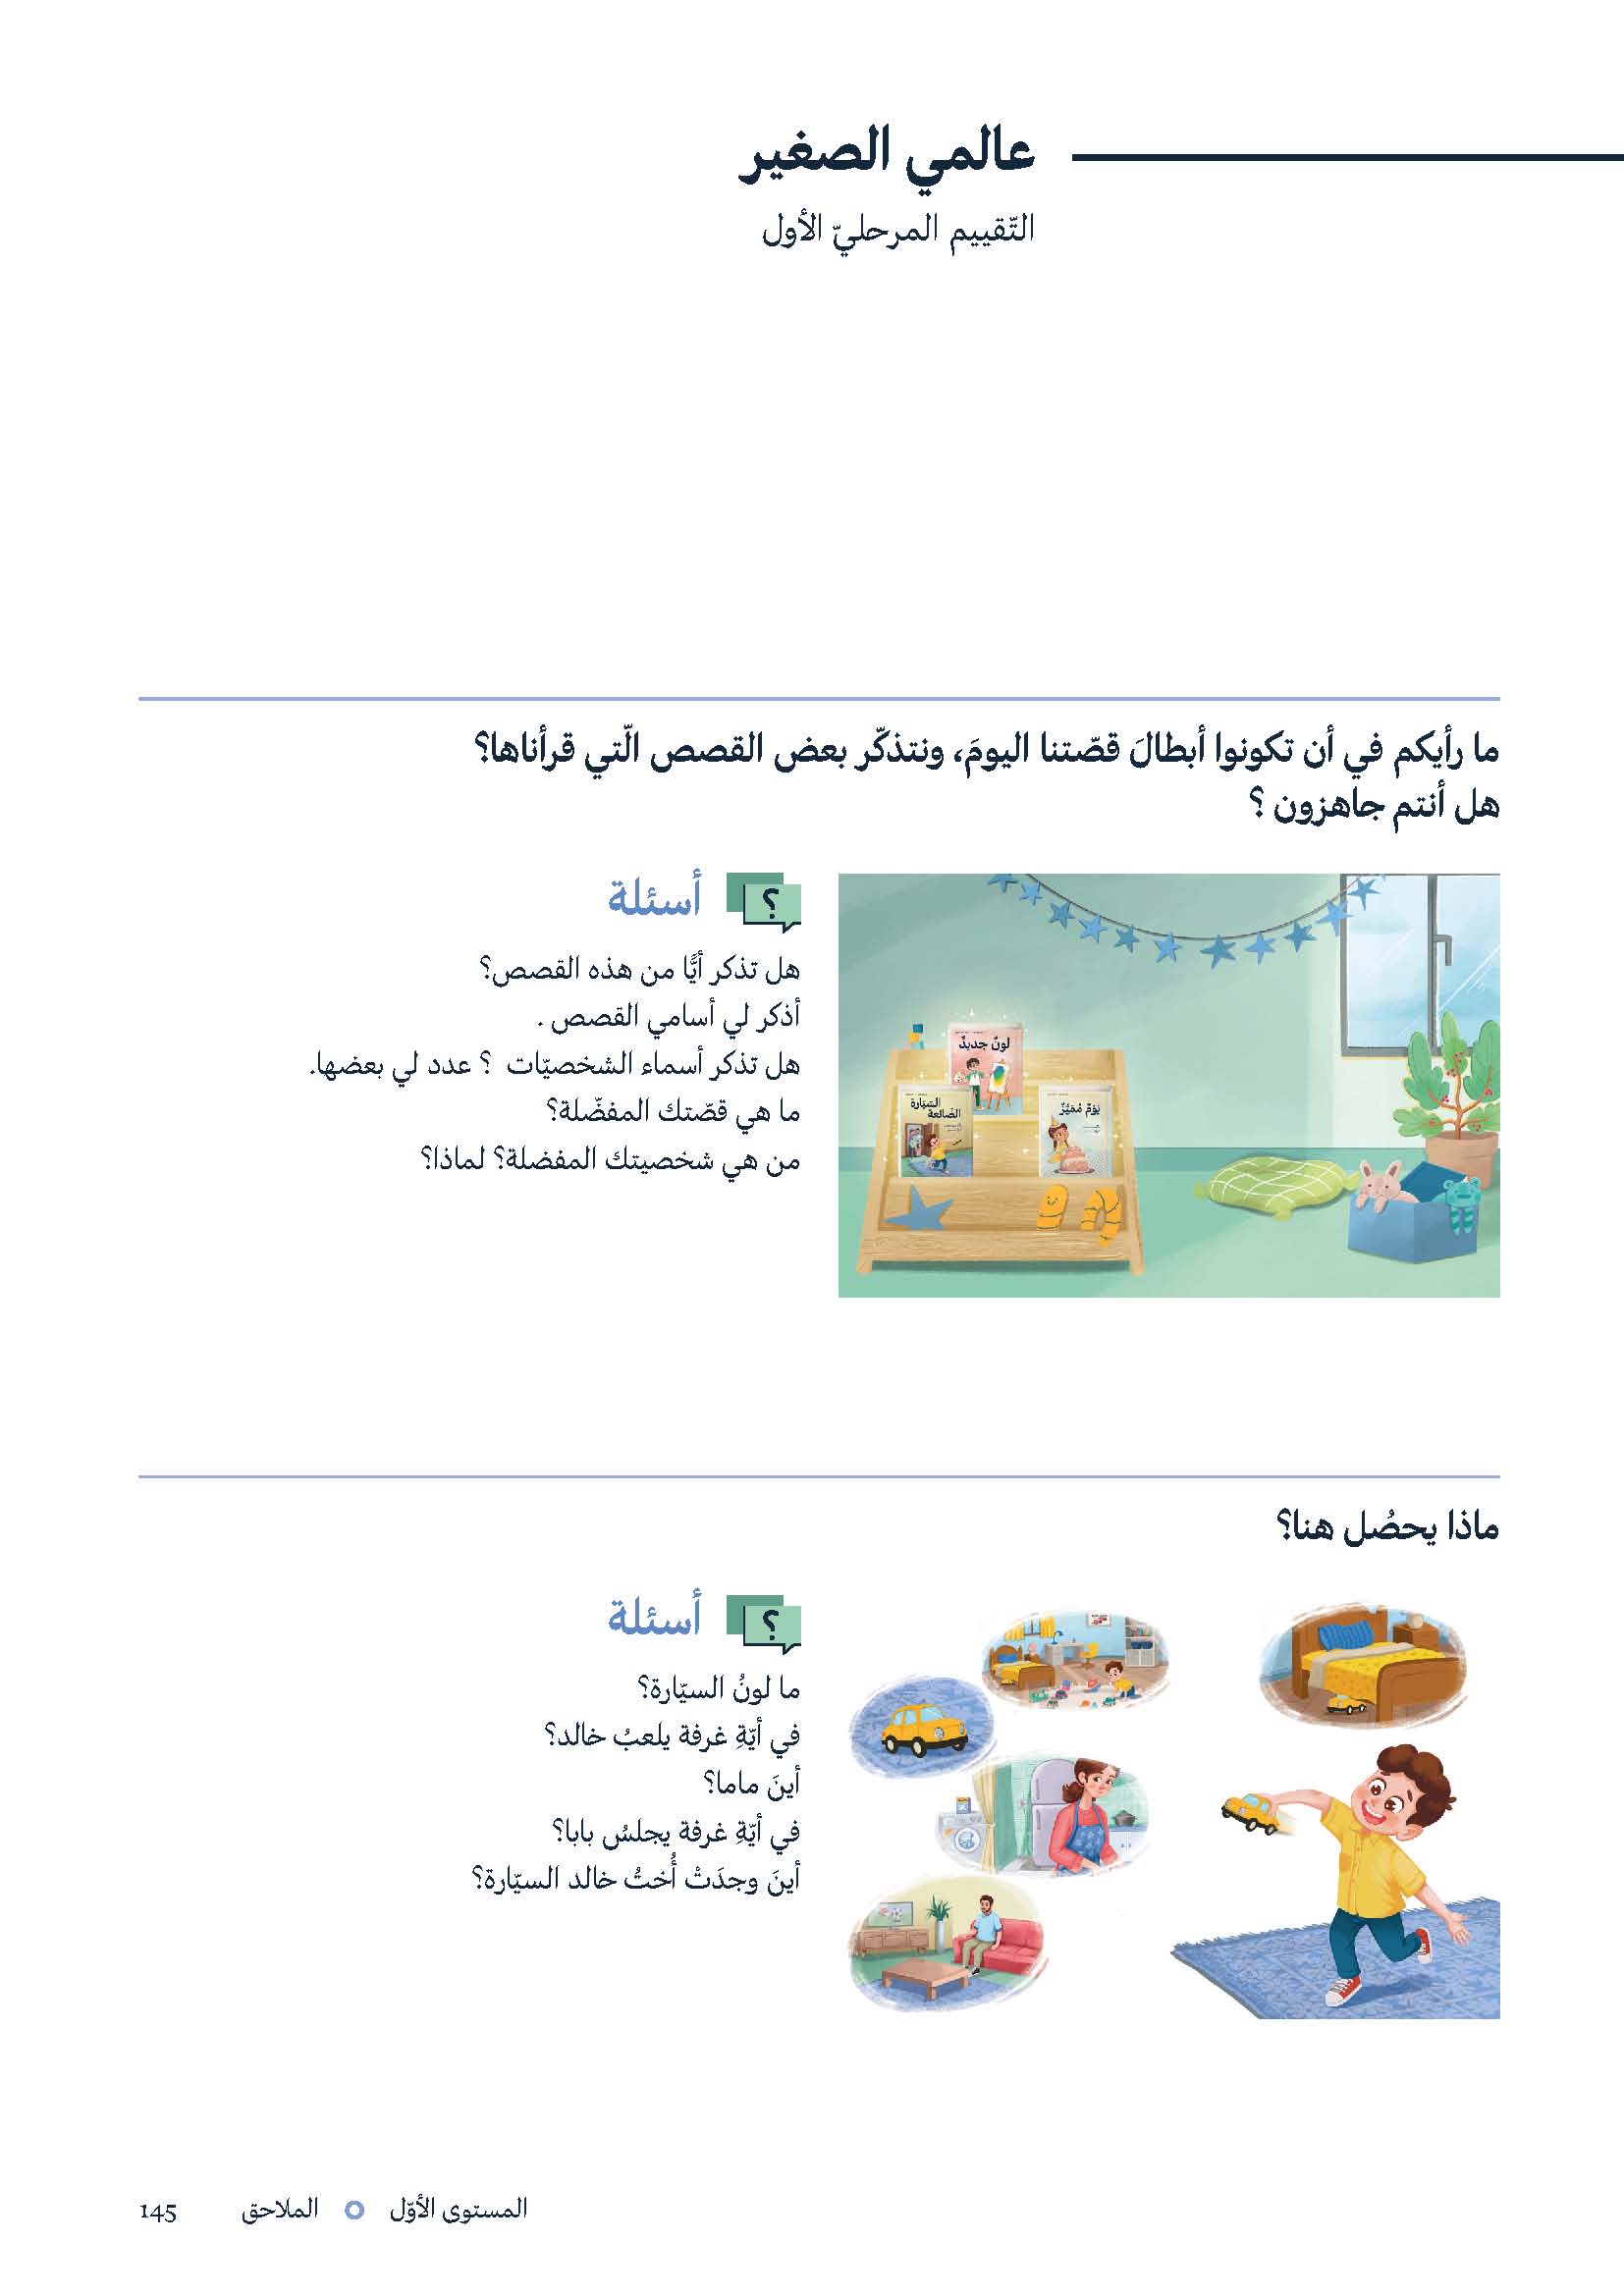 عالمي الصغير
التّقييم المرحليّ الأول
ما رأيكم في أن تكونوا أبطالَ قصّتنا اليومَ، ونتذكّر بعض القصص الّتي قرأناها؟
هل أنتم جاهزون ؟
لونٌ جديدٌ
السيّارة
الضّائعة
يَوْمٌ مُمَيَّزٌ
؟ أسئلة
هل تذكر أيًّا من هذه القصص؟
أذكر لي أسامي القصص .
هل تذكر أسماء الشخصيّات ؟ عدد لي بعضها.
ما هي قصّتك المفضّلة؟
من هي شخصيتك المفضلة؟ لماذا؟
ماذا يحصُل هنا؟
؟ أسئلة
ما لونُ السيّارة؟
في أيّةِ غرفة يلعبُ خالد؟
أينَ ماما؟
في أيّةِ غرفة يجلسُ بابا؟
أينَ وجدَتْ أُختُ خالد السيّارة؟
المستوى الأوّل الملاحق 145